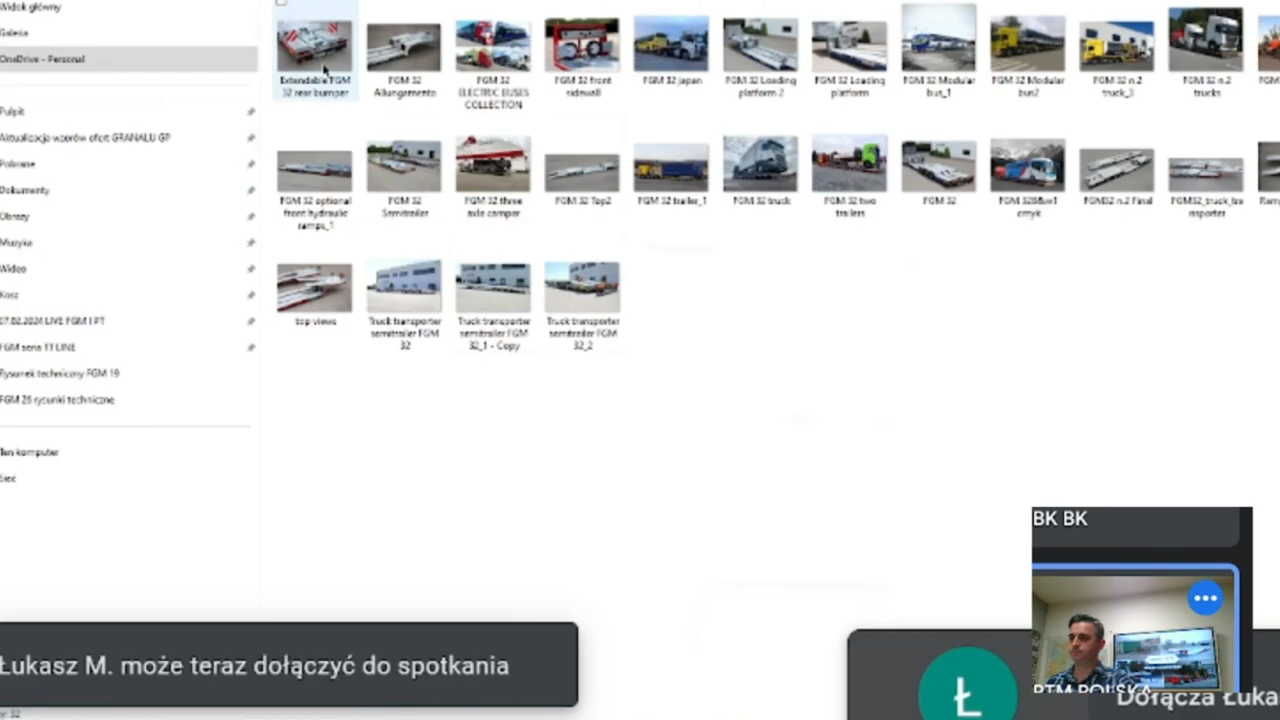 Widok główny
Galeria
OneDrive - Personal
Pulpit
Aktualizacja wzorów ofert GRANALU GP
Pobrane
Dokumenty
Obrazy
Muzyka
Wideo
Kosz
07.02.2024 LIVE FGM I PT
FGM seria TT LINE
Rysunek techniczny FGM 19
FGM 26 rysunki techniczne
Ten komputer
Sieć
Extendable FGM
32 rear bumper
FGM 32
Allungamento
FGM 32
ELECTRIC BUSES
COLLECTION
FGM 32 front
sidewall
FGM 32 japan
FGM 32 Loading
platform 2
FGM 32 Loading
platform
FGM 32 Modular
bus_1
FGM 32 Modular
bus2
FGM 32 n.2
truck_3
FGM 32 n.2
trucks
FGM 32 optional
front hydraulic
ramps_1
FGM 32
Semitrailer
FGM 32 three
axle camper
FGM 32 Top2
FGM 32 trailer_1
FGM 32 truck
FGM 32 two
trailers
FGM 32
cmyk
FGM32 n.2 Final
FGM32_truck_tra
nsporter
top views
Truck transporter
semitrailer FGM
32
Truck transporter
semitrailer FGM
32_1 - Copy
Truck transporter
semitrailer FGM
32_2
BK BK
RTM POLSKA
Łukasz M. może teraz dołączyć do spotkania
Ł
Dołącza Łuka